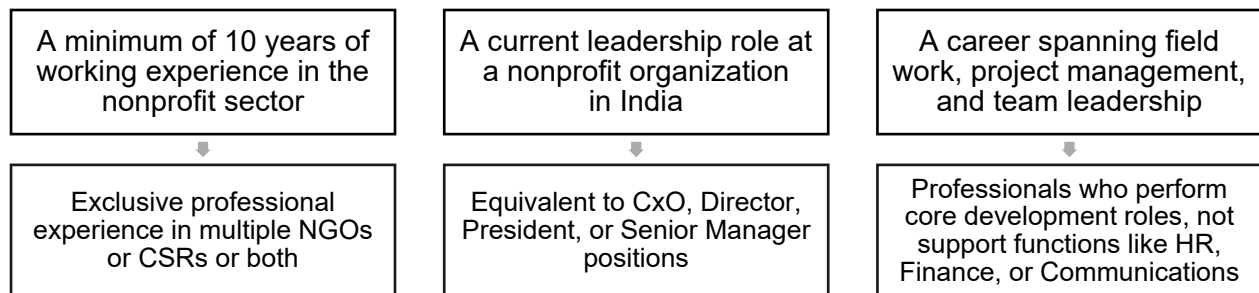 A minimum of 10 years of
working experience in the
nonprofit sector
Exclusive professional
experience in multiple NGOs
or CSRs or both
A current leadership role at
a nonprofit organization
in India
Equivalent to CxO, Director,
President, or Senior Manager
positions
A career spanning field
work, project management,
and team leadership
Professionals who perform
core development roles, not
support functions like HR,
Finance, or Communications